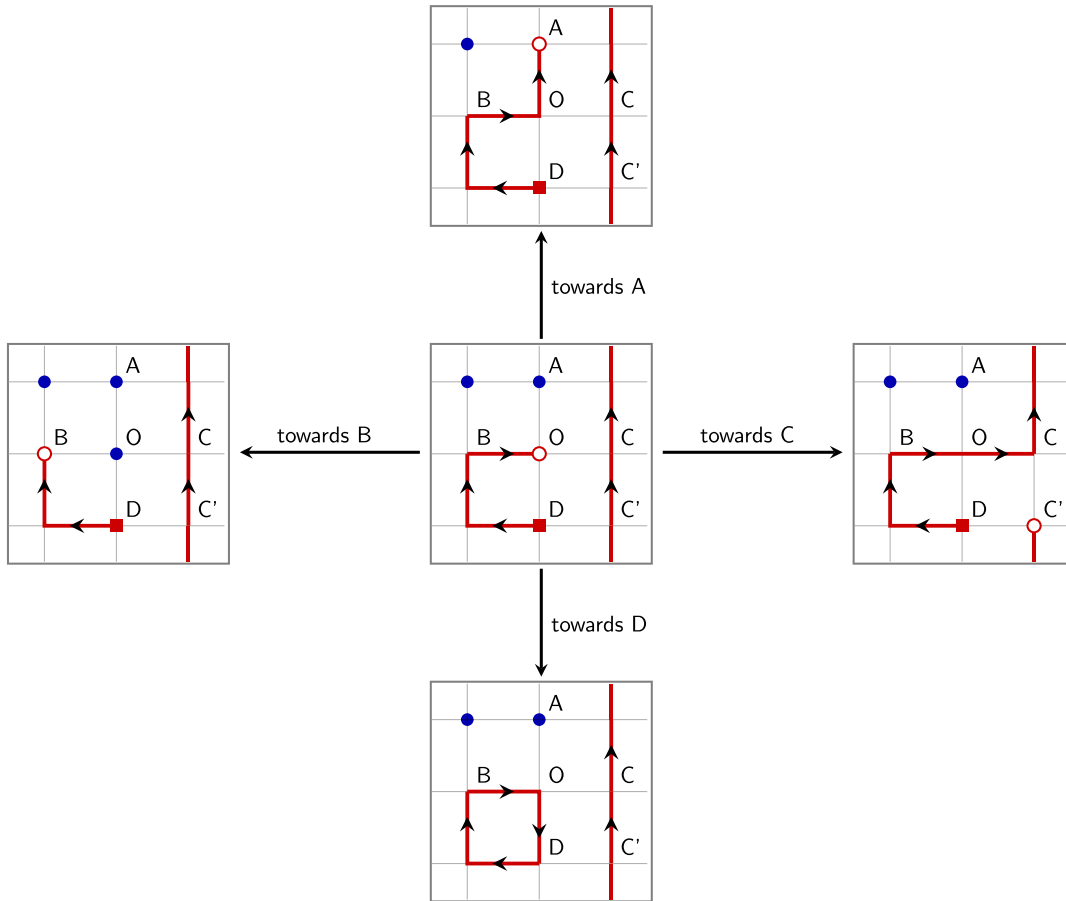 A
B O C
D C'
towards A
A A A
B O towards B B O C towards C B O C
D C' D C' D C'
towards D
A
B O C
D C'